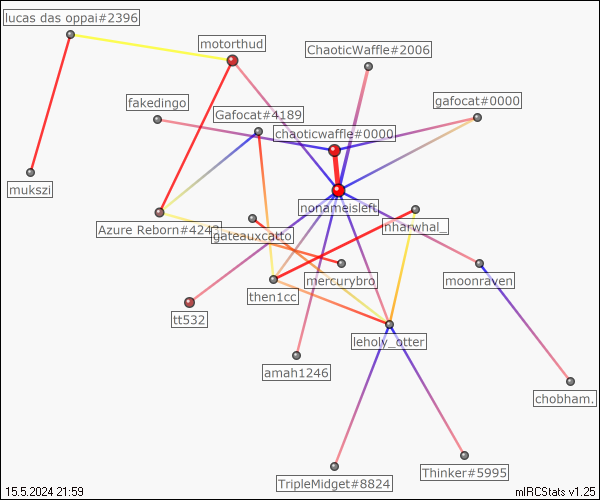 lucas das oppai#2396
motorthud
ChaoticWaffle#2006
fakedingo
gafocat#0000
Gafocat#4189
chaoticwaffle#0000
mukszi
nonameisleft
nharwhal_
Azure Reborn#4243
gateauxcatto
mercurybro
moonraven
then1cc
tt532
leholy_otter
amah1246
chobham.
TripleMidget#8824
Thinker#5995
15.5.2024 21:59
mIRCStats v1.25